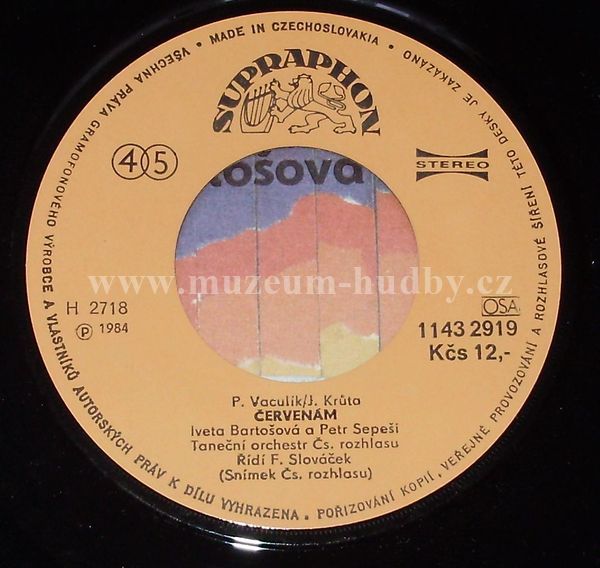 VŠECHNA PRÁVA GRAMOFONOVÉHO VÝROBCE A VLASTNÍKŮ AUTORSKÝCH PRÁV K DÍLU VYHRAZENA. POŘIZOVÁNÍ KOPIÍ, VEŘEJNÉ PROVOZOVÁNÍ A ROZHLASOVÉ ŠÍŘENÍ TÉTO DESKY JE ZAKÁZÁNO • MADE IN CZECHOSLOVAKIA •
SUPRAPHON
45
STEREO
tošová
www.muzeum-hudby.cz
H 2718
Ⓟ 1984
OSA
1143 2919
Kčs 12,-
P. Vaculík/J. Krůta
ČERVENÁM
Iveta Bartošová a Petr Sepeši
Taneční orchestr Čs. rozhlasu
Řídí F. Slováček
(Snímek Čs. rozhlasu)